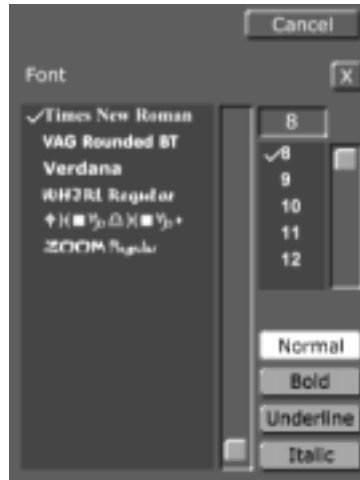 Cancel
Font
X
Times New Roman
VAG Rounded BT
Verdana
Regular
ZOOM Regular
8
8
9
10
11
12
Normal
Bold
Underline
Italic